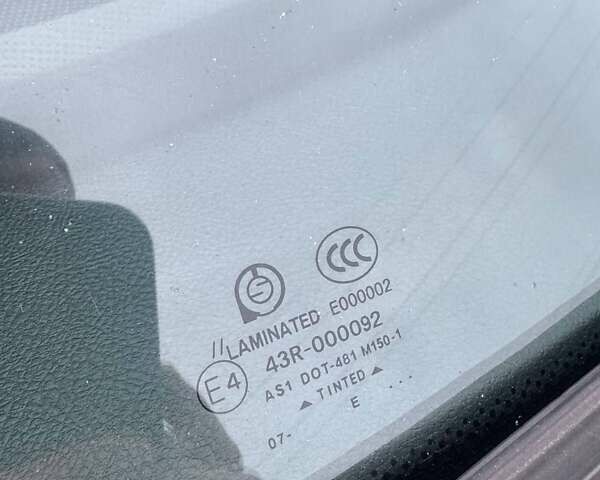 CCC
//LAMINATED E000002
E4 43R-000092
AS1 DOT-481 M150-1
▲ TINTED ▲
07- E ...